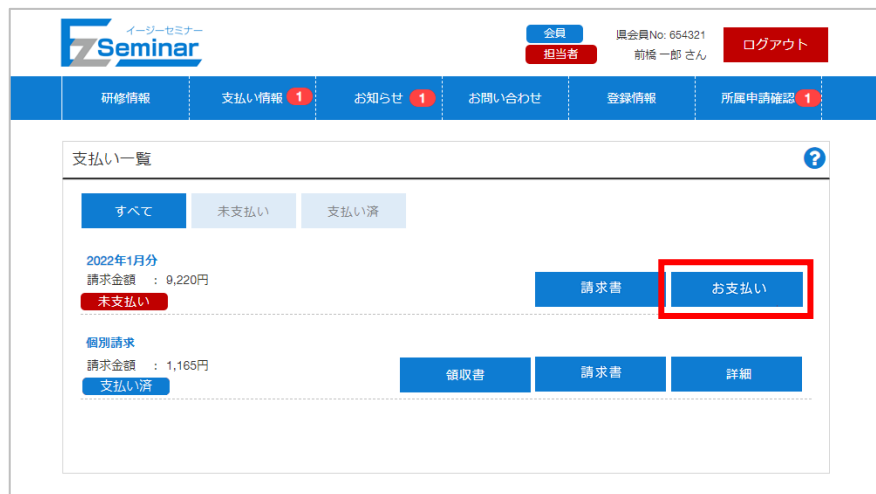 イージーセミナー
EZ Seminar
会員
担当者
県会員No: 654321
前橋 一郎 さん
ログアウト
研修情報
支払い情報 1
お知らせ 1
お問い合わせ
登録情報
所属申請確認 1
支払い一覧
?
すべて 未支払い 支払い済
2022年1月分
請求金額 : 9,220円
未支払い
請求書 お支払い
個別請求
請求金額 : 1,165円
支払い済
領収書 請求書 詳細